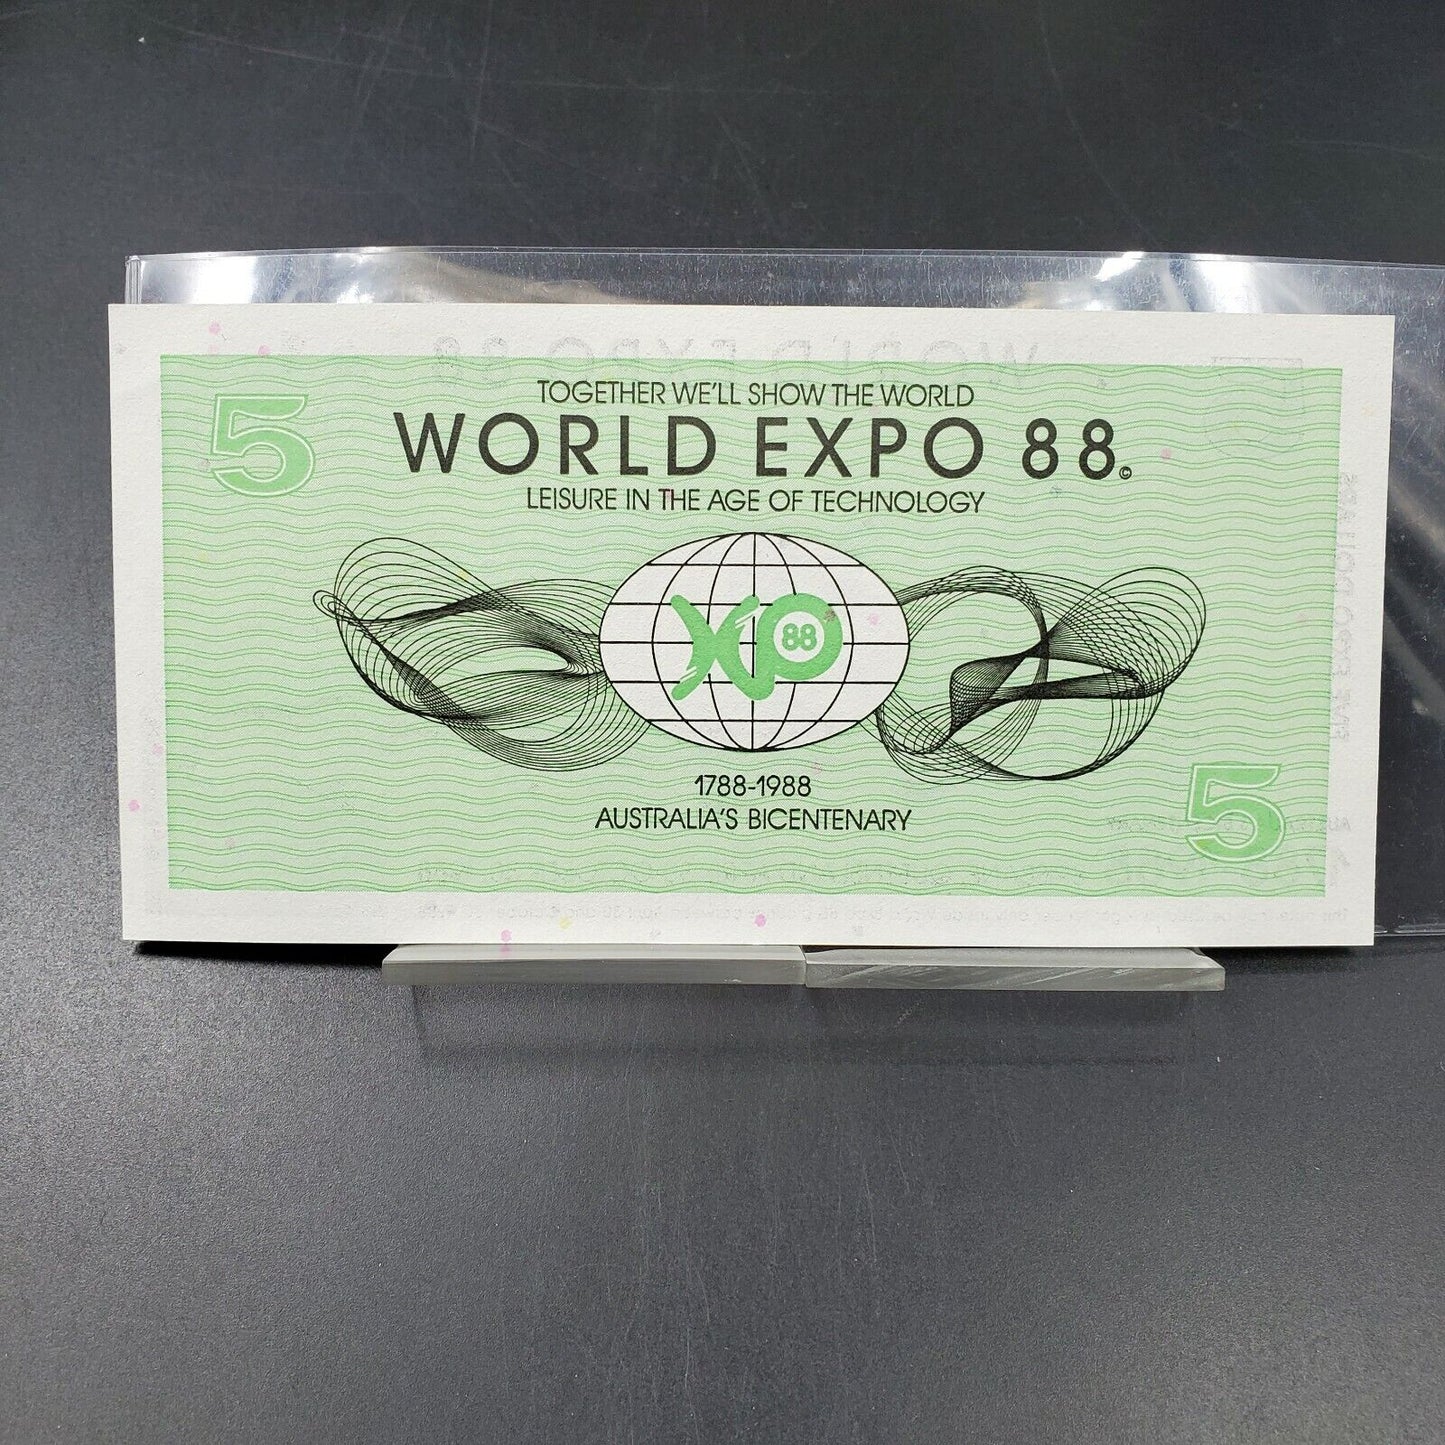 5
TOGETHER WE'LL SHOW THE WORLD
WORLD EXPO 88©
LEISURE IN THE AGE OF TECHNOLOGY
XPO
88
1788-1988
AUSTRALIA'S BICENTENARY
5